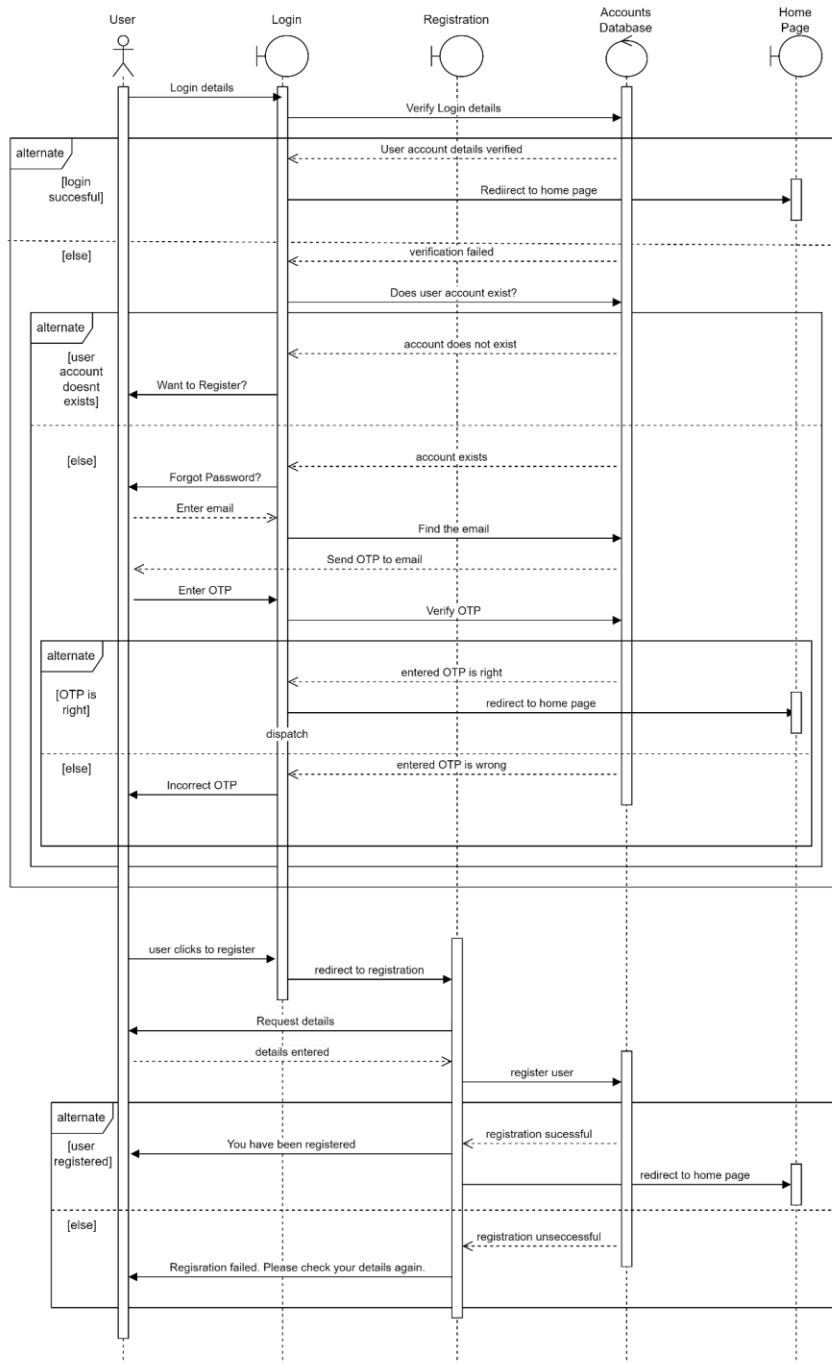 User
Login
Registration
Accounts
Database
Home
Page
Login details
Verify Login details
alternate
User account details verified
[login
succesful]
Rediirect to home page
[else]
verification failed
Does user account exist?
alternate
account does not exist
[user
account
doesnt
exists]
Want to Register?
[else]
account exists
Forgot Password?
Enter email
Find the email
Send OTP to email
Enter OTP
Verify OTP
alternate
entered OTP is right
[OTP is
right]
redirect to home page
dispatch
[else]
entered OTP is wrong
Incorrect OTP
user clicks to register
redirect to registration
Request details
details entered
register user
alternate
registration sucessful
[user
registered]
You have been registered
redirect to home page
[else]
registration unseccessful
Regisration failed. Please check your details again.